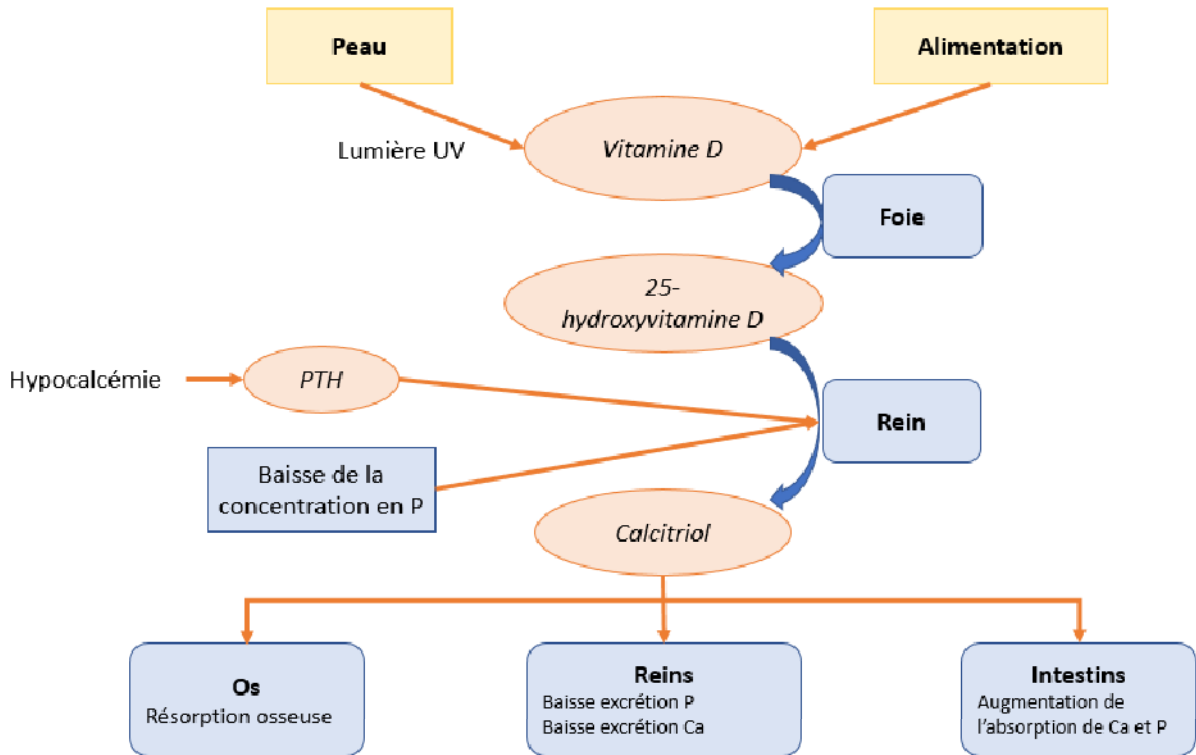 Peau
Alimentation
Lumière UV
Vitamine D
Foie
25-
hydroxyvitamine D
Hypocalcémie
PTH
Rein
Baisse de la
concentration en P
Calcitriol
Os
Résorption osseuse
Reins
Baisse excrétion P
Baisse excrétion Ca
Intestins
Augmentation de
l'absorption de Ca et P